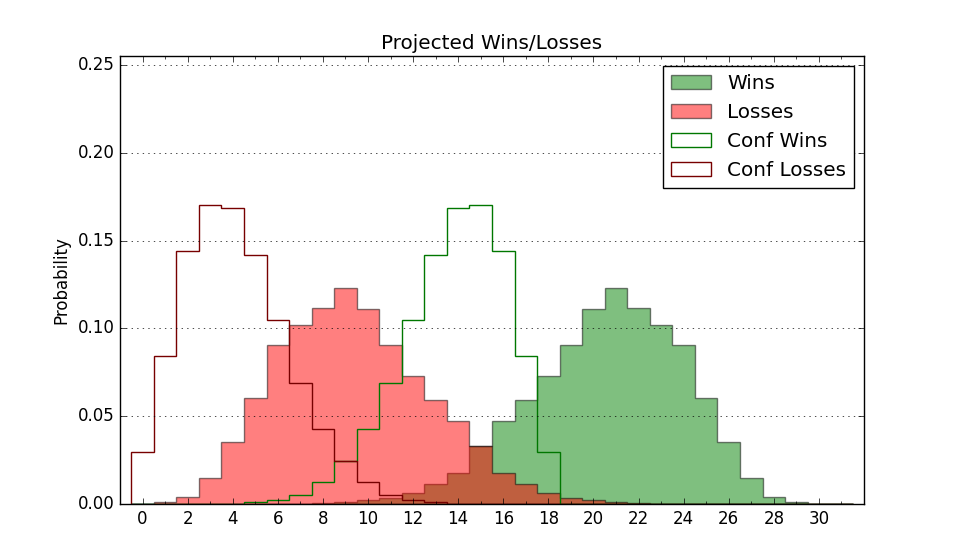 Projected Wins/Losses
0.25
0.20
0.15
0.10
0.05
0.00
Probability
Wins
Losses
Conf Wins
Conf Losses
0 2 4 6 8 10 12 14 16 18 20 22 24 26 28 30